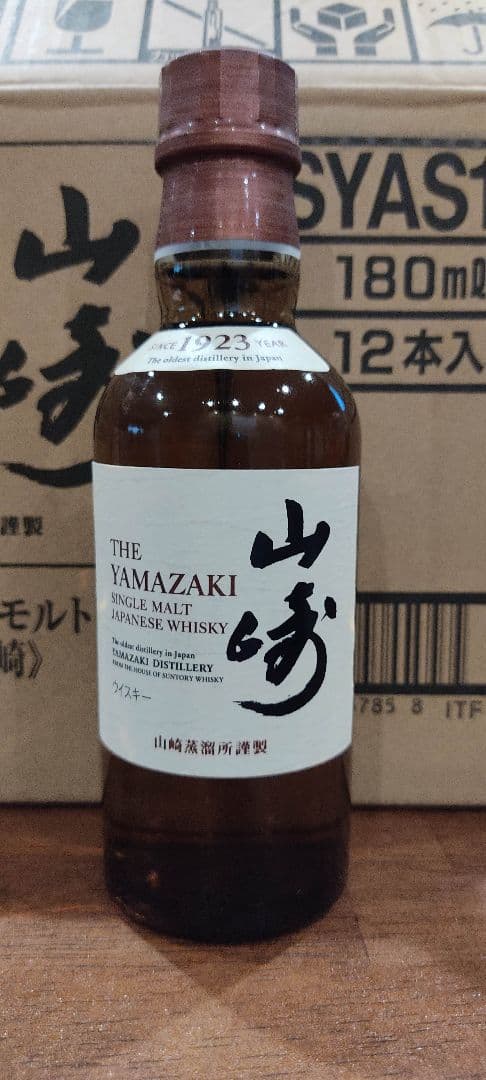 SYAS1
180mℓ
12本入
山崎
謹製
モルト
崎》
785 8 ITF
SINCE 1923 YEAR
The oldest distillery in Japan
THE
YAMAZAKI
SINGLE MALT
JAPANESE WHISKY
The oldest distillery in Japan
YAMAZAKI DISTILLERY
FROM THE HOUSE OF SUNTORY WHISKY
ウイスキー
山崎
山崎蒸溜所謹製